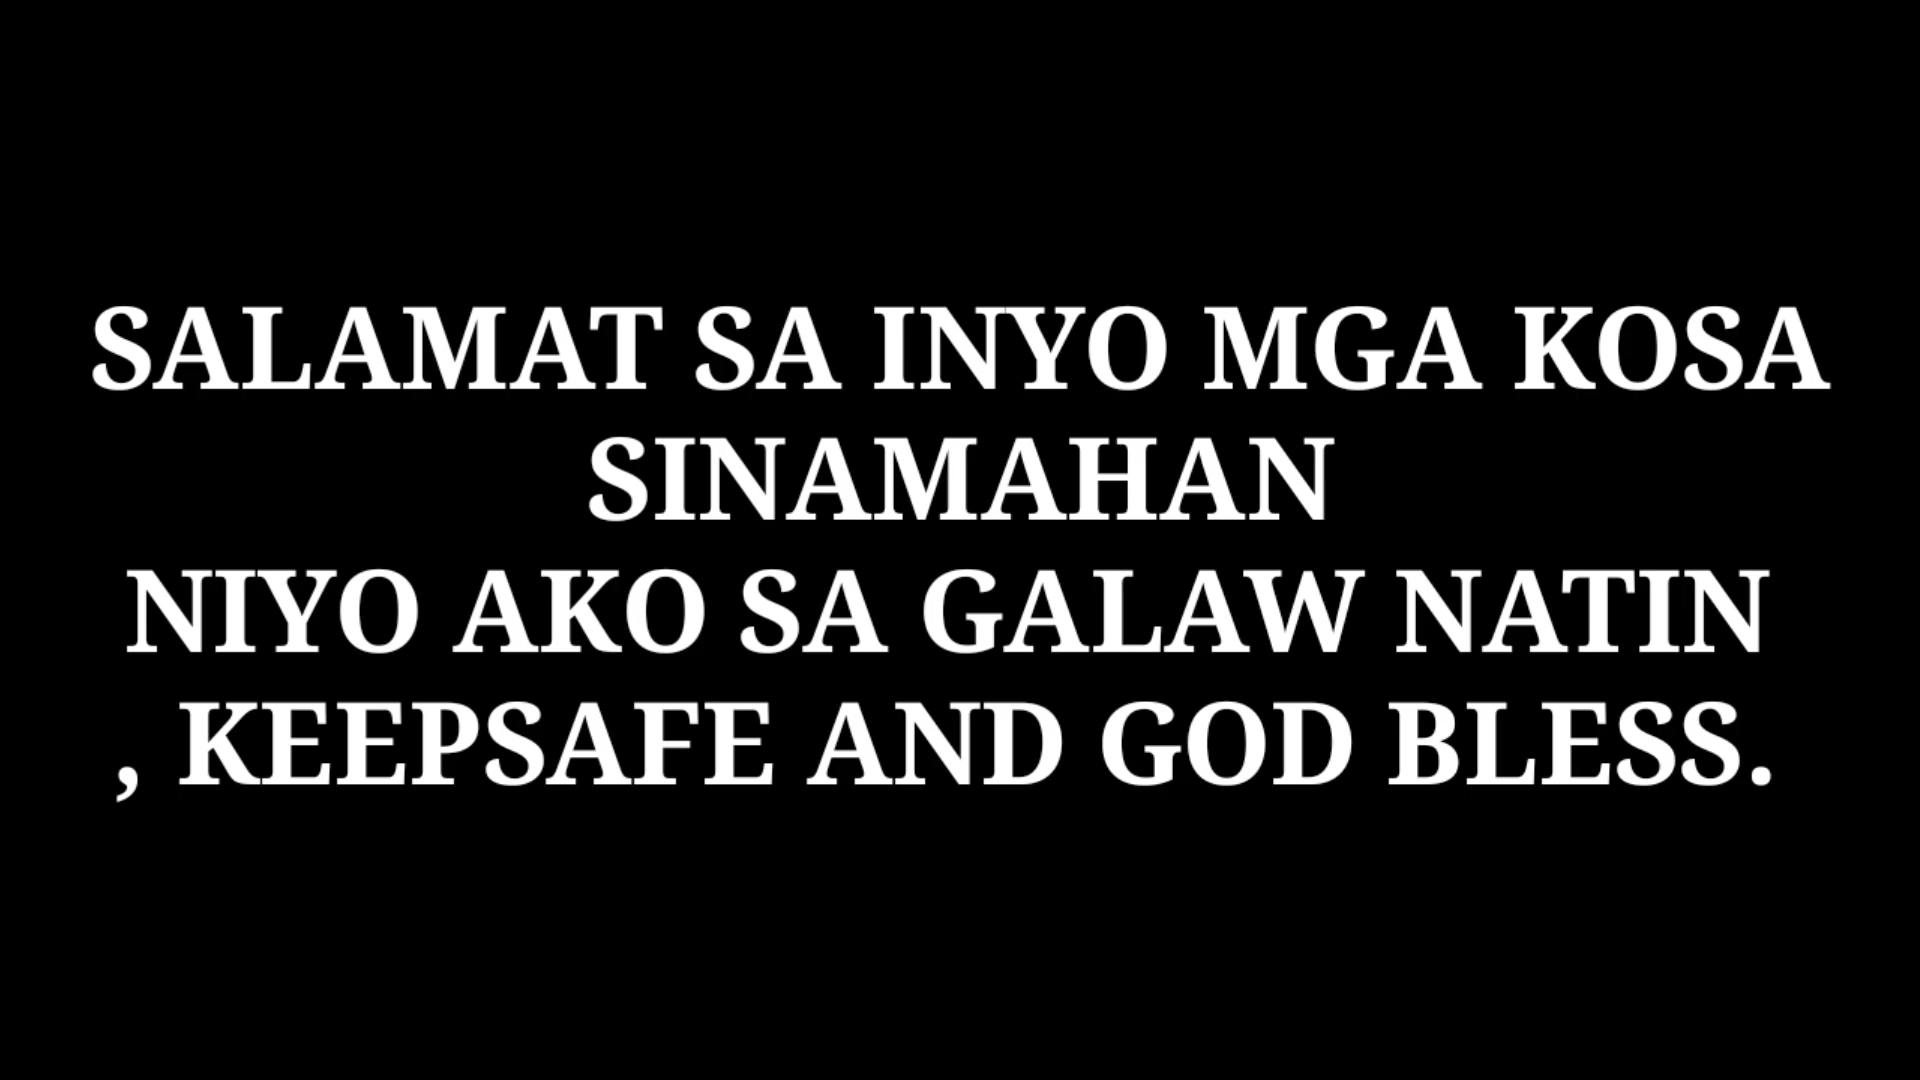 SALAMAT SA INYO MGA KOSA
SINAMAHAN
NIYO AKO SA GALAW NATIN
, KEEPSAFE AND GOD BLESS.